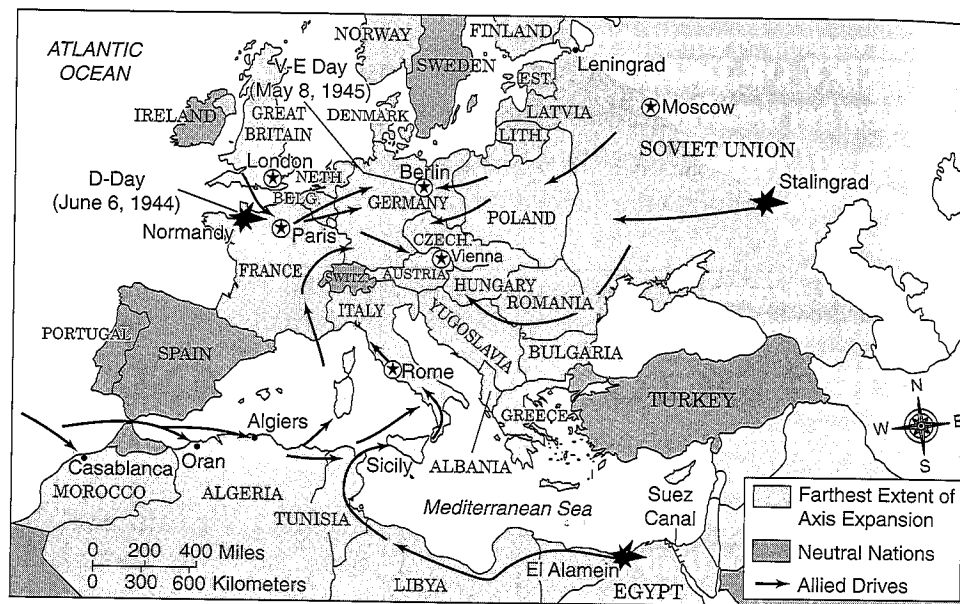 ATLANTIC
OCEAN
NORWAY
FINLAND
SWEDEN
Leningrad
V-E Day
(May 8, 1945)
EST.
LATVIA
Moscow
IRELAND
GREAT
BRITAIN
DENMARK
LITH.
SOVIET UNION
London
NETH.
Berlin
D-Day
(June 6, 1944)
BELG.
GERMANY
POLAND
Stalingrad
Normandy
Paris
CZECH.
Vienna
FRANCE
SWITZ.
AUSTRIA
HUNGARY
ROMANIA
ITALY
YUGOSLAVIA
PORTUGAL
SPAIN
BULGARIA
Rome
TURKEY
N
W
E
S
Algiers
GREECE
Casablanca
Oran
Sicily
ALBANIA
MOROCCO
ALGERIA
TUNISIA
Mediterranean Sea
Suez
Canal
Farthest Extent of
Axis Expansion
0 200 400 Miles
0 300 600 Kilometers
Neutral Nations
LIBYA
El Alamein
EGYPT
Allied Drives